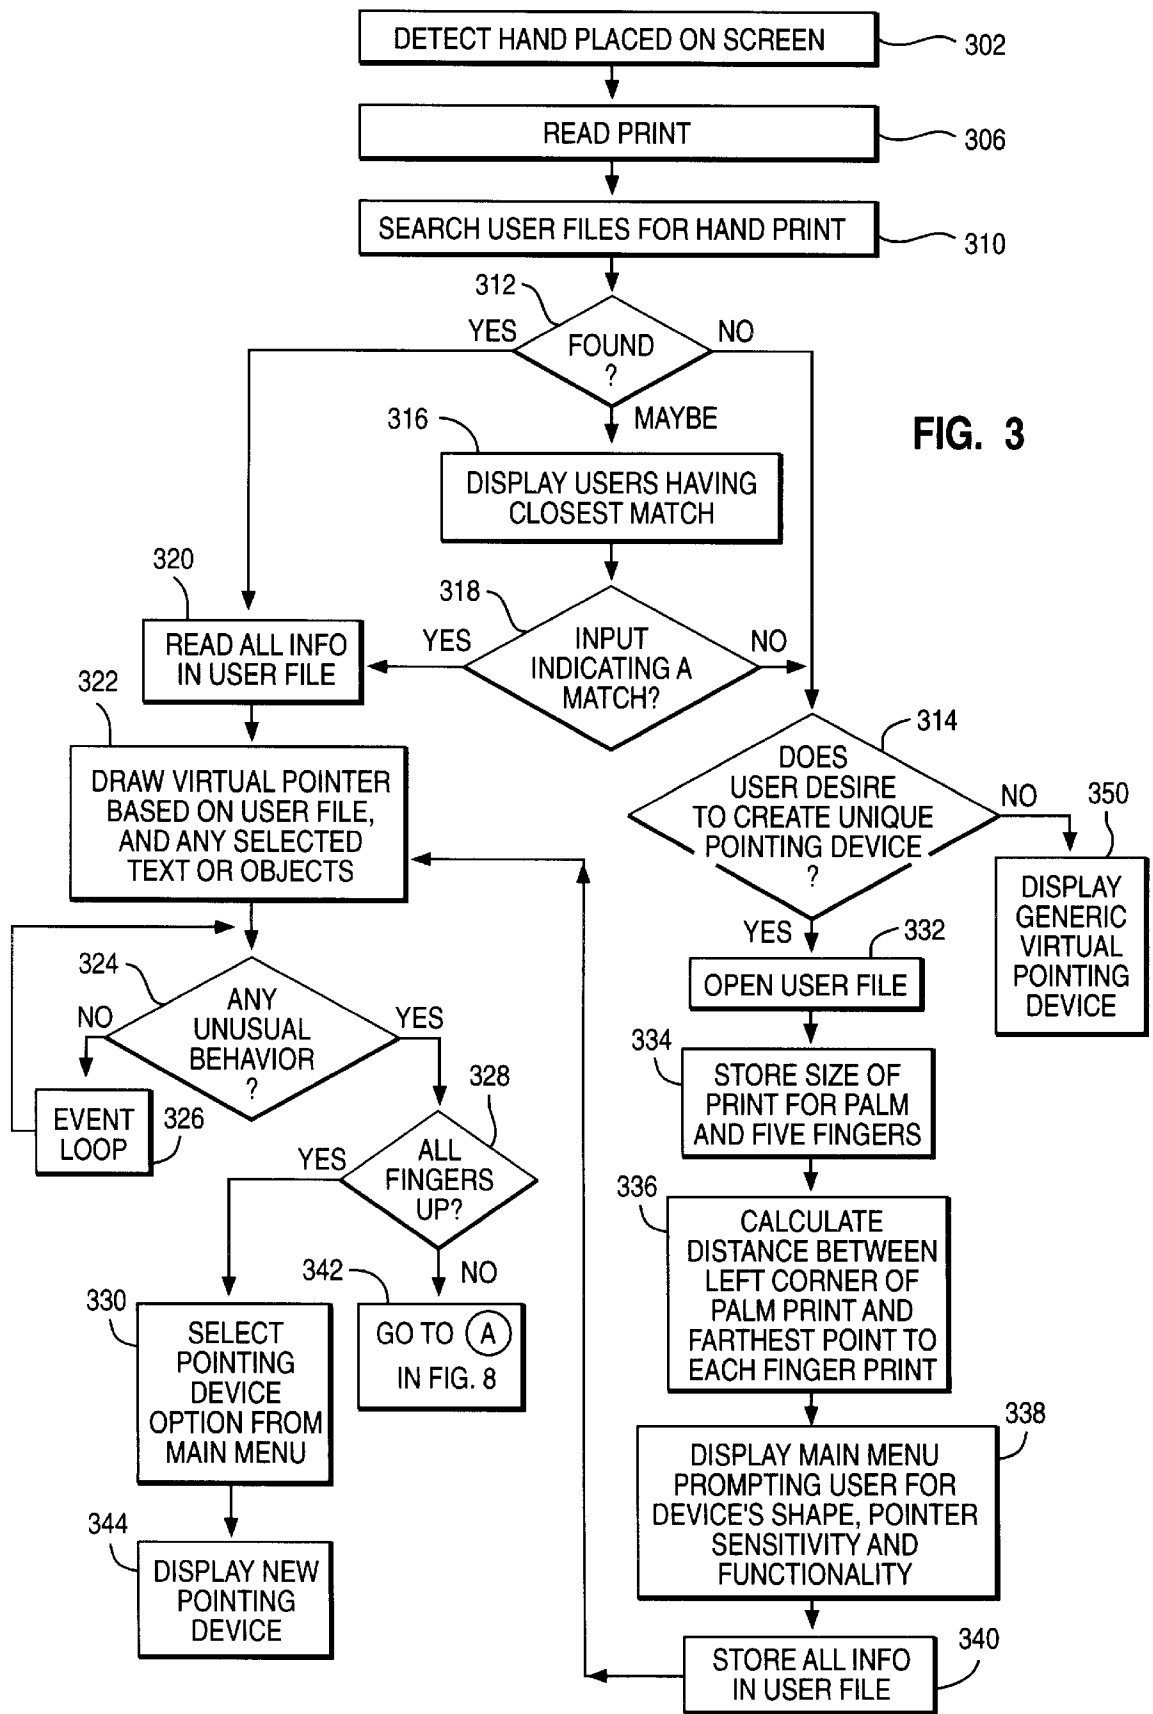 DETECT HAND PLACED ON SCREEN
302
READ PRINT
306
SEARCH USER FILES FOR HAND PRINT
310
312
YES
NO
FOUND
?
MAYBE
FIG. 3
316
DISPLAY USERS HAVING
CLOSEST MATCH
320
318
READ ALL INFO
IN USER FILE
YES
INPUT
INDICATING A
MATCH?
NO
322
DRAW VIRTUAL POINTER
BASED ON USER FILE,
AND ANY SELECTED
TEXT OR OBJECTS
314
DOES
USER DESIRE
TO CREATE UNIQUE
POINTING DEVICE
?
NO
350
DISPLAY
GENERIC
VIRTUAL
POINTING
DEVICE
YES
332
OPEN USER FILE
324
NO
ANY
UNUSUAL
BEHAVIOR
?
YES
334
STORE SIZE OF
PRINT FOR PALM
AND FIVE FINGERS
EVENT
LOOP
326
328
YES
ALL
FINGERS
UP?
NO
336
CALCULATE
DISTANCE BETWEEN
LEFT CORNER OF
PALM PRINT AND
FARTHEST POINT TO
EACH FINGER PRINT
342
GO TO A
IN FIG. 8
330
SELECT
POINTING
DEVICE
OPTION FROM
MAIN MENU
338
DISPLAY MAIN MENU
PROMPTING USER FOR
DEVICE'S SHAPE, POINTER
SENSITIVITY AND
FUNCTIONALITY
344
DISPLAY NEW
POINTING
DEVICE
340
STORE ALL INFO
IN USER FILE